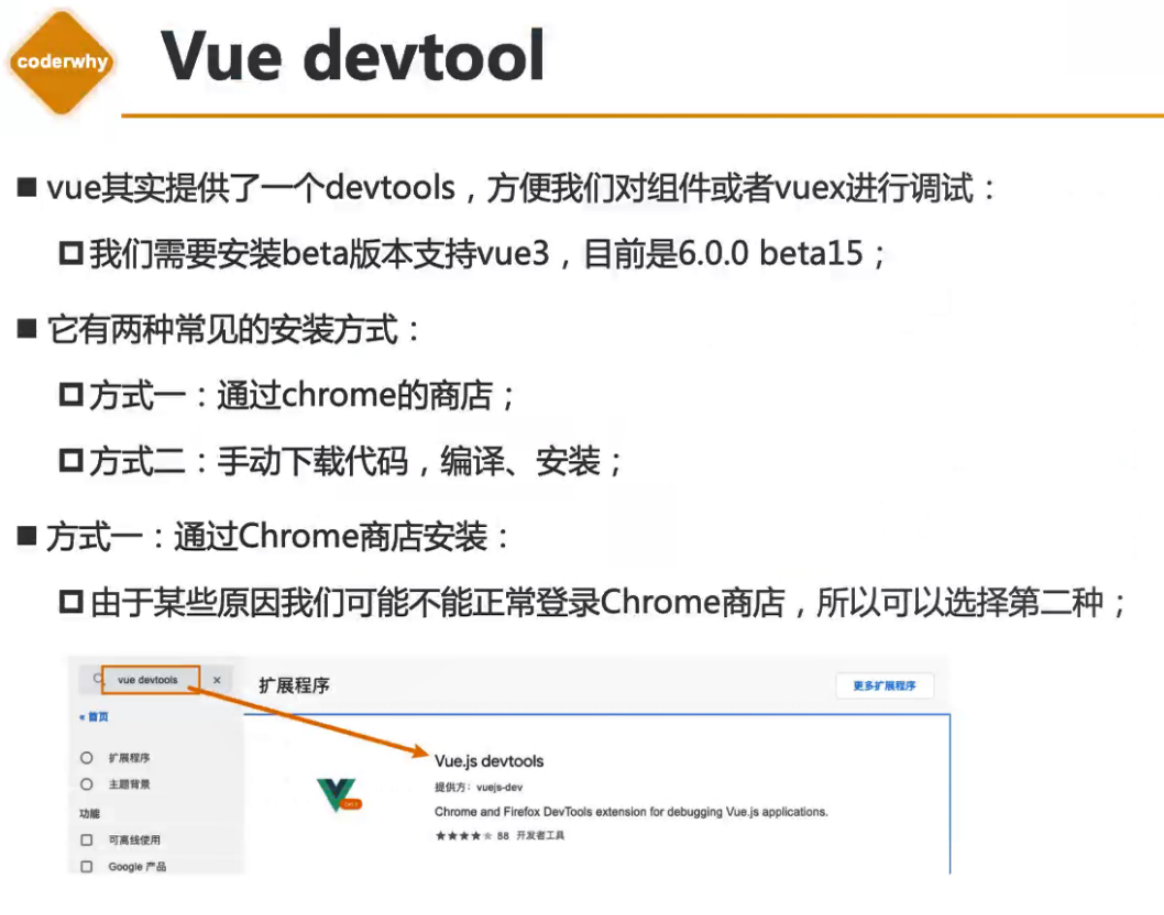 coderwhy
Vue devtool
vue其实提供了一个devtools，方便我们对组件或者vuex进行调试：
我们需要安装beta版本支持vue3，目前是6.0.0 beta15；
它有两种常见的安装方式：
方式一：通过chrome的商店；
方式二：手动下载代码，编译、安装；
方式一：通过Chrome商店安装：
由于某些原因我们可能不能正常登录Chrome商店，所以可以选择第二种；
vue devtools ×
扩展程序
更多扩展程序
« 首页
扩展程序
主题背景
功能
可离线使用
Google 产品
Vue.js devtools
提供方：vuejs-dev
Chrome and Firefox DevTools extension for debugging Vue.js applications.
★★★★★ 88 开发者工具